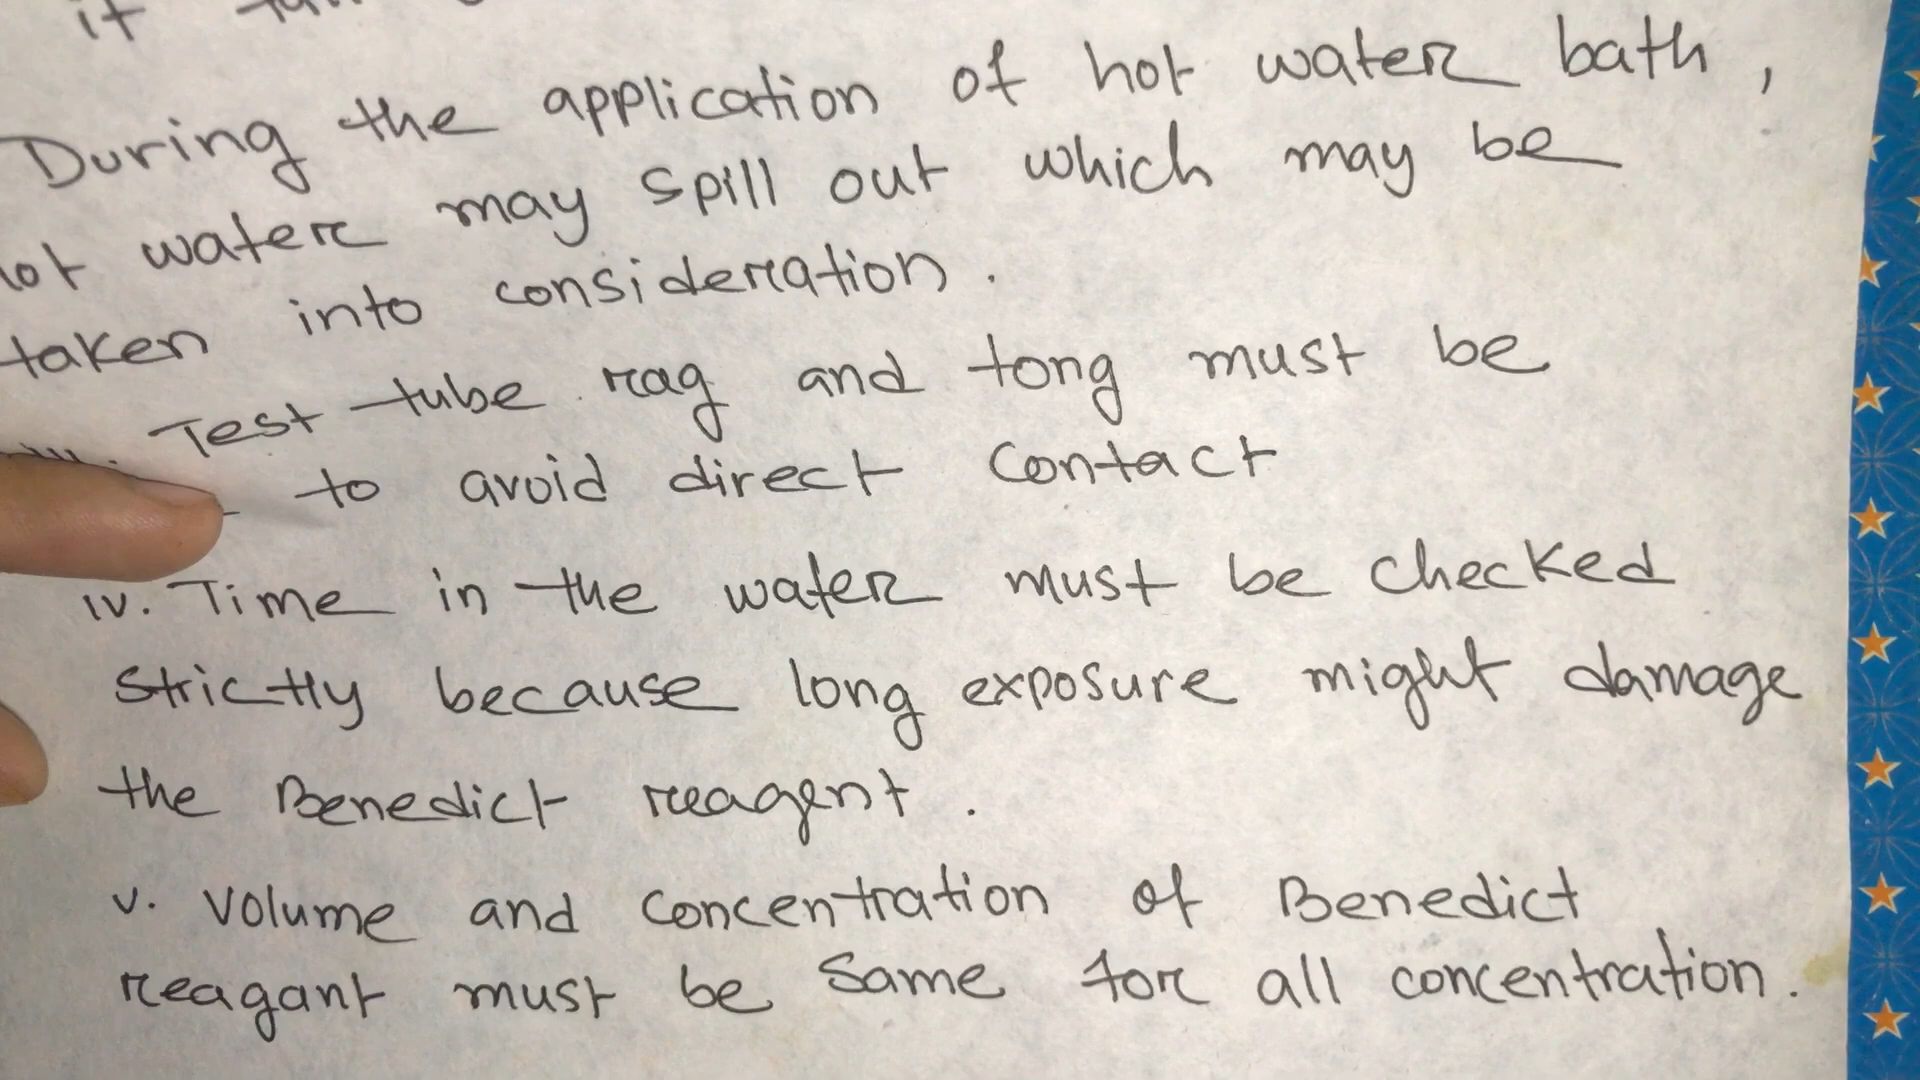 it
During the application of hot water bath,
hot water may spill out which may be
taken into consideration.
Test tube rag and tong must be
to avoid direct contact
iv. Time in the water must be checked
strictly because long exposure might damage
the Benedict reagent.
v. Volume and concentration of Benedict
reagant must be same for all concentration.